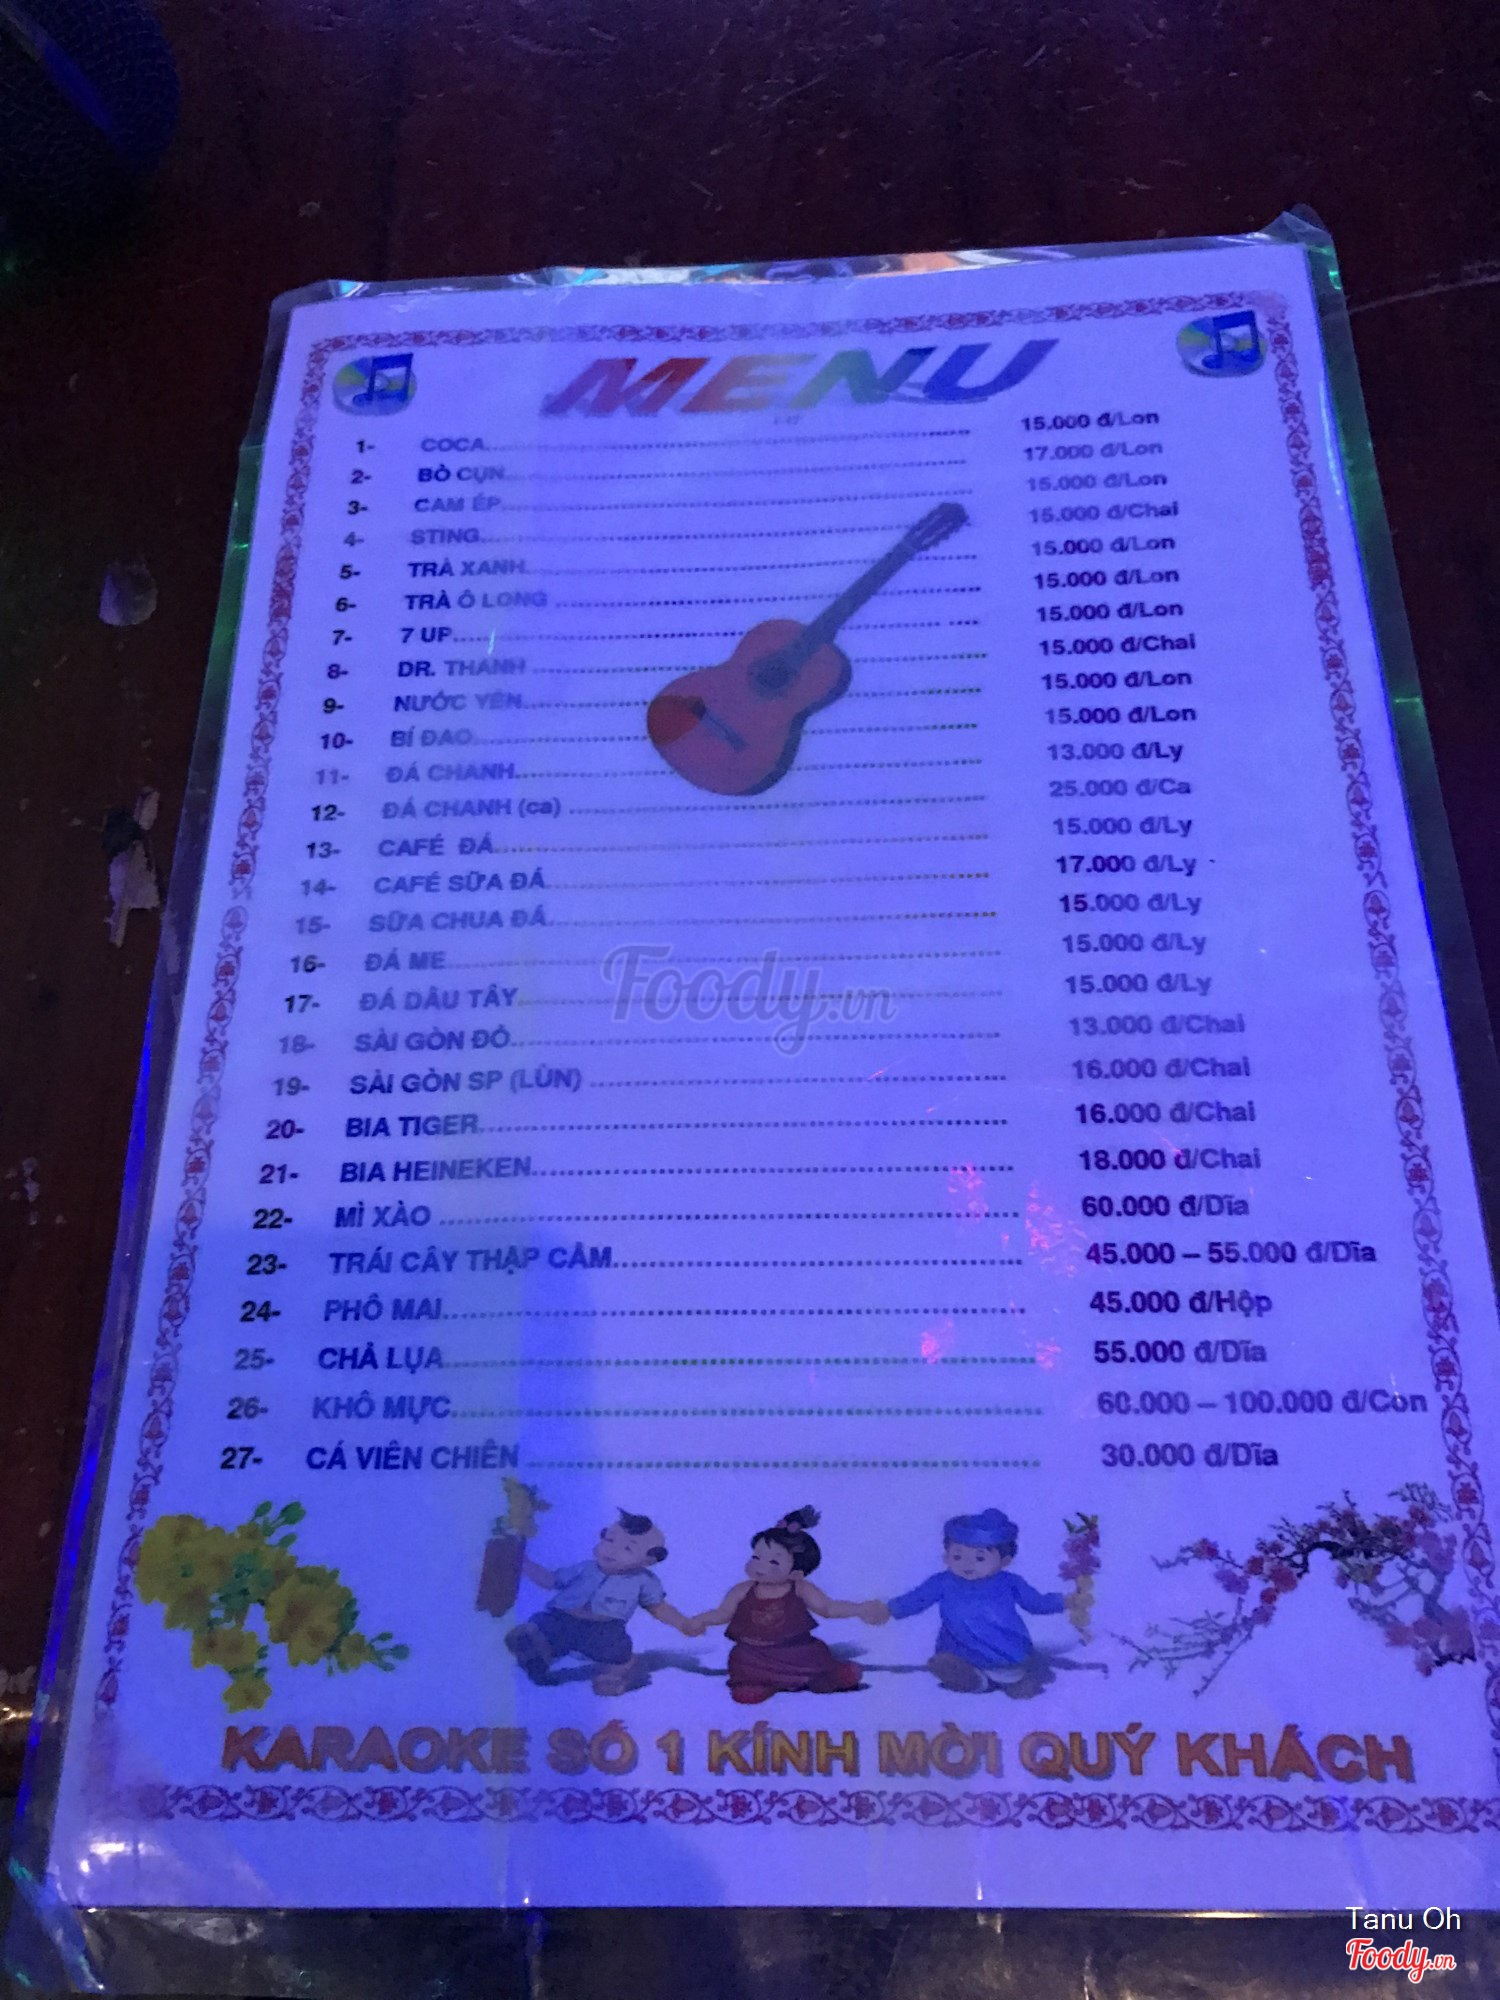 MENU
1- COCA 15.000 đ/Lon
2- BÒ CỤN 17.000 đ/Lon
3- CAM ÉP 15.000 đ/Lon
4- STING 15.000 đ/Chai
5- TRÀ XANH 15.000 đ/Lon
6- TRÀ Ô LONG 15.000 đ/Lon
7- 7 UP 15.000 đ/Lon
8- DR. THANH 15.000 đ/Chai
9- NƯỚC YẾN 15.000 đ/Lon
10- BÍ ĐAO 15.000 đ/Lon
11- ĐÁ CHANH 13.000 đ/Ly
12- ĐÁ CHANH (ca) 25.000 đ/Ca
13- CAFÉ ĐÁ 15.000 đ/Ly
14- CAFÉ SỮA ĐÁ 17.000 đ/Ly
15- SỮA CHUA ĐÁ 15.000 đ/Ly
16- ĐÁ ME 15.000 đ/Ly
17- ĐÁ DÂU TÂY 15.000 đ/Ly
18- SÀI GÒN ĐỎ 13.000 đ/Chai
19- SÀI GÒN SP (LÙN) 16.000 đ/Chai
20- BIA TIGER 16.000 đ/Chai
21- BIA HEINEKEN 18.000 đ/Chai
22- MÌ XÀO 60.000 đ/Dĩa
23- TRÁI CÂY THẬP CẨM 45.000 – 55.000 đ/Dĩa
24- PHÔ MAI 45.000 đ/Hộp
25- CHẢ LỤA 55.000 đ/Dĩa
26- KHÔ MỰC 60.000 – 100.000 đ/Con
27- CÁ VIÊN CHIÊN 30.000 đ/Dĩa
Foody.vn
KARAOKE SỐ 1 KÍNH MỜI QUÝ KHÁCH
Tanu Oh
Foody.vn